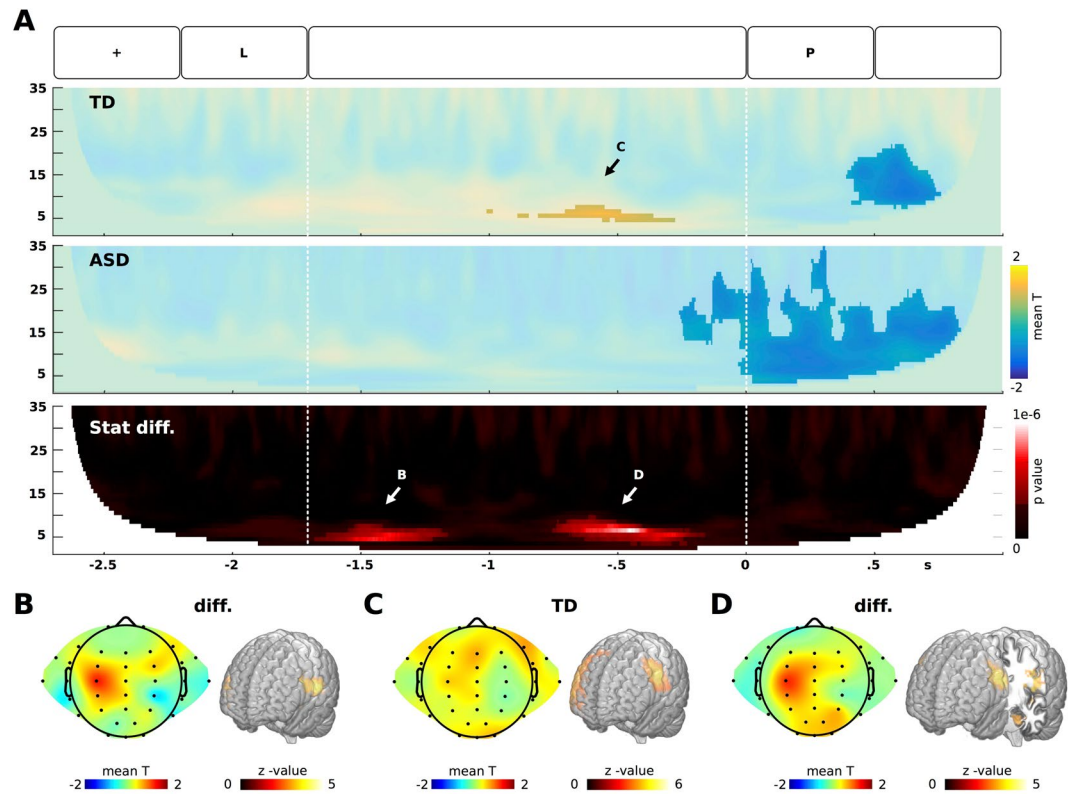 A
+ L P
35
TD
25
C
15
5
35
ASD
2
25
15
mean T
5
-2
35
Stat diff.
1e-6
25
B D
15
p value
5
0
-2.5 -2 -1.5 -1 -.5 0 .5 s
B diff. C TD D diff.
mean T z -value mean T z -value mean T z -value
-2 2 0 5 -2 2 0 6 -2 2 0 5